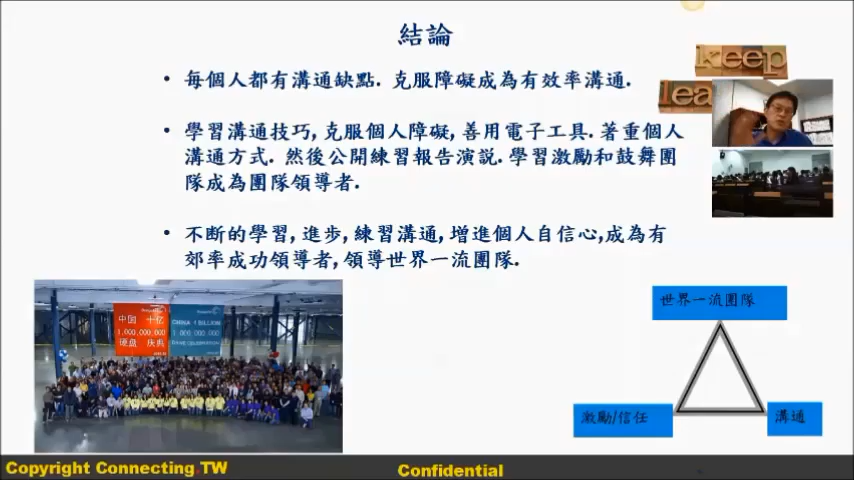 結論
keep
lea
• 每個人都有溝通缺點. 克服障礙成為有效率溝通.
• 學習溝通技巧, 克服個人障礙, 善用電子工具. 著重個人
溝通方式. 然後公開練習報告演説. 學習激勵和鼓舞團
隊成為團隊領導者.
• 不断的學習, 進步, 練習溝通, 增進個人自信心,成為有
郊率成功領導者, 領導世界一流團隊.
中国 十亿
1,000,000,000
硬盘 庆典
CHINA 1 BILLION
1,000,000,000
世界一流團隊
激勵/信任
溝通
Copyright Connecting.TW
Confidential